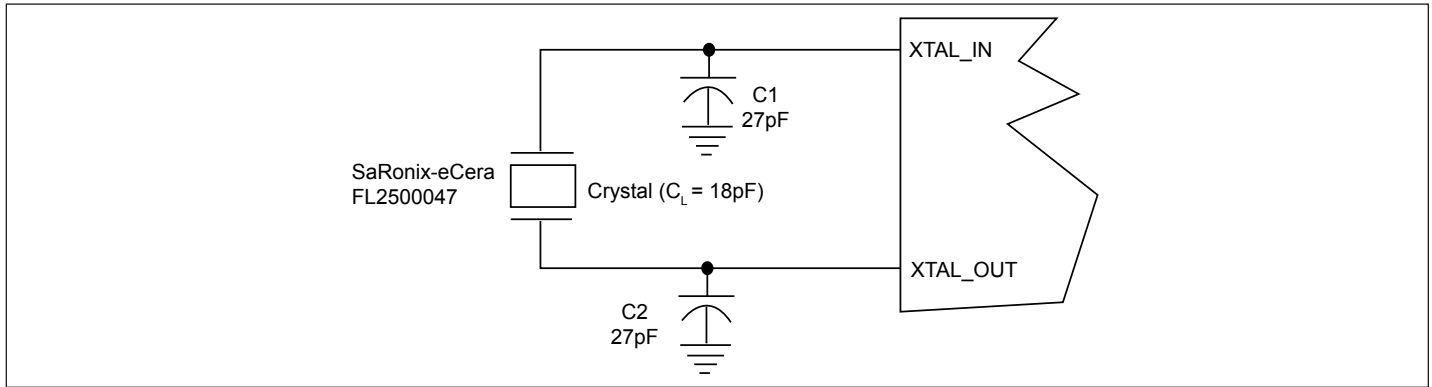 XTAL_IN
C1
27pF
SaRonix-eCera
FL2500047
Crystal (CL = 18pF)
XTAL_OUT
C2
27pF